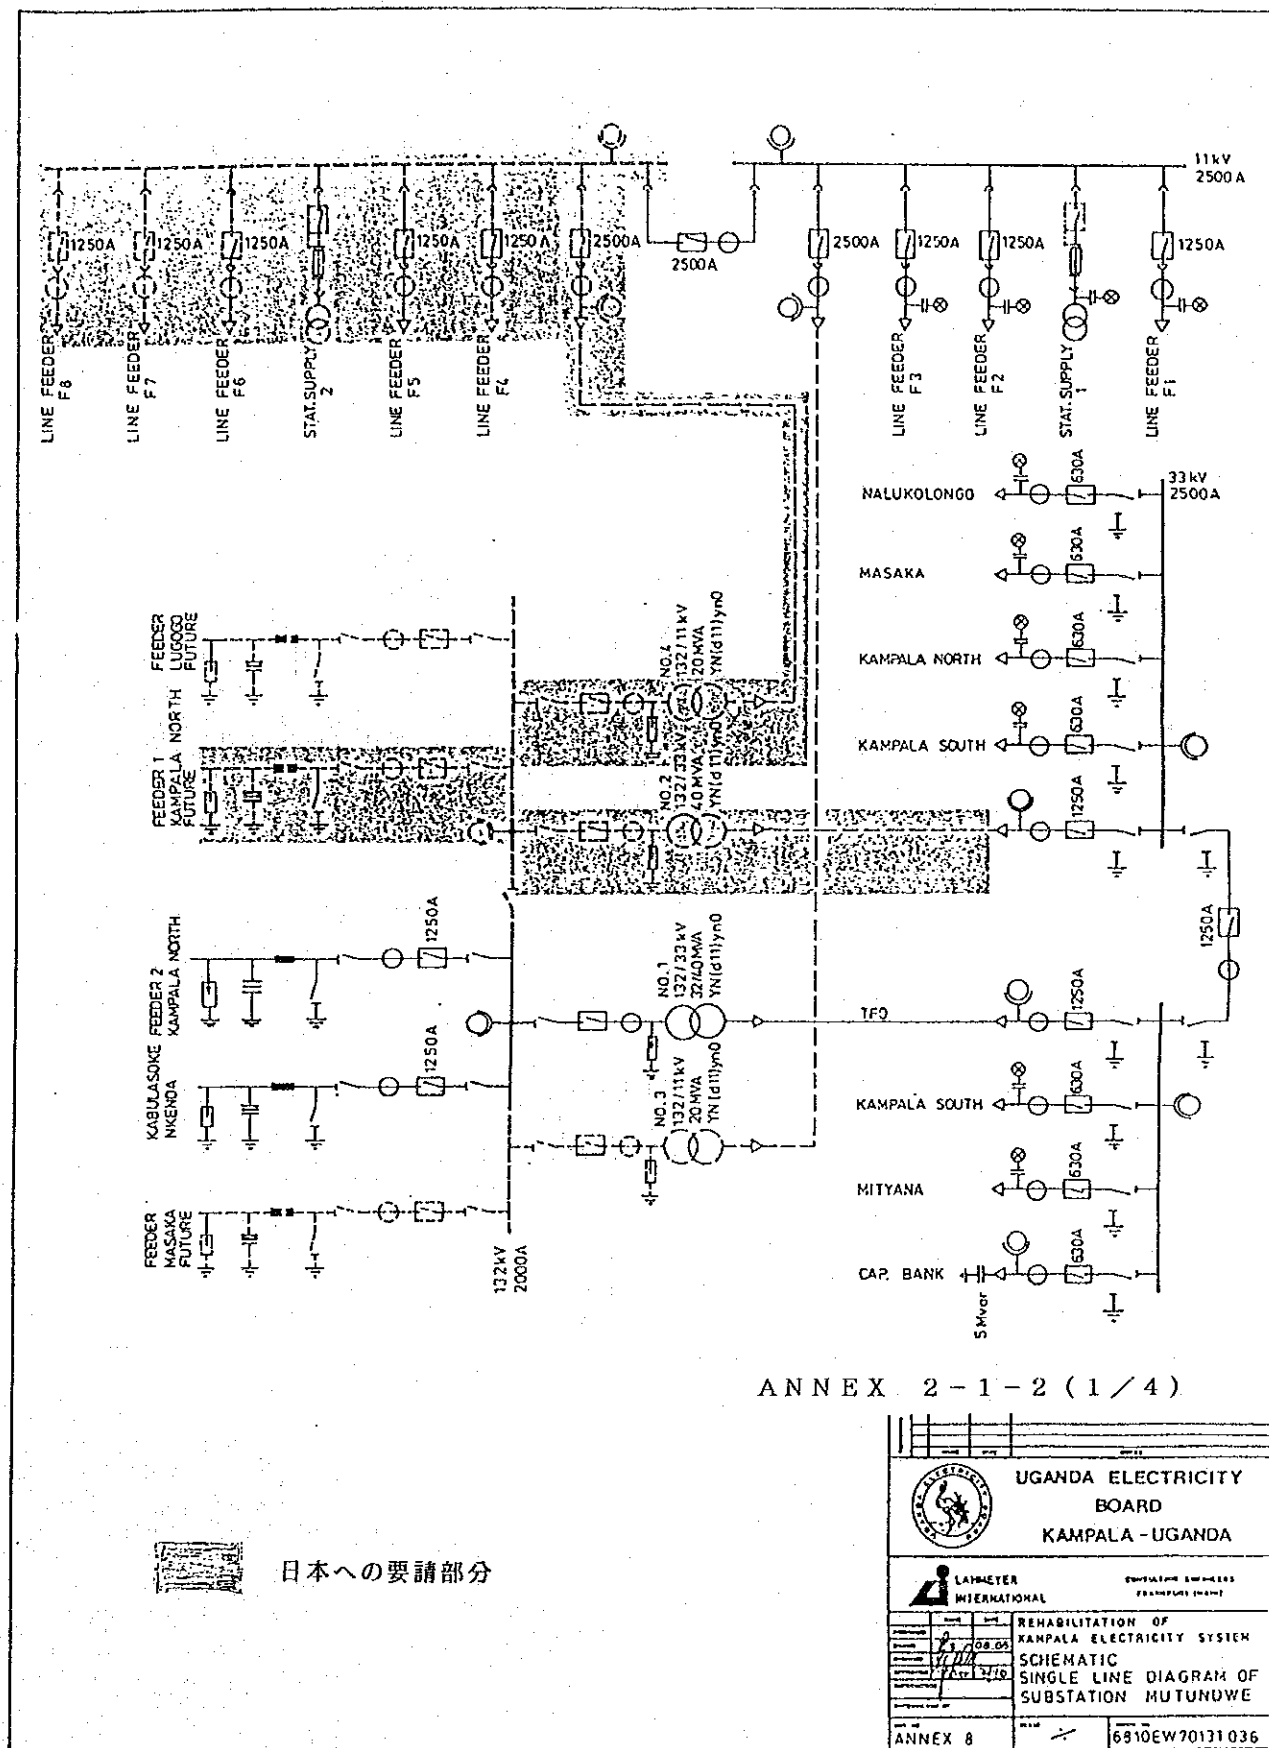 11kV
2500A
1250A
1250A
1250A
1250A
1250A
2500A
2500A
2500A
1250A
1250A
1250A
LINE FEEDER
F8
LINE FEEDER
F7
LINE FEEDER
F6
STAT. SUPPLY
2
LINE FEEDER
F5
LINE FEEDER
F4
LINE FEEDER
F3
LINE FEEDER
F2
STAT. SUPPLY
1
LINE FEEDER
F1
33kV
2500A
NALUKOLONGO
630A
MASAKA
630A
KAMPALA NORTH
630A
KAMPALA SOUTH
630A
1250A
1250A
FEEDER
LUGOGO
FUTURE
FEEDER 1
KAMPALA NORTH
FUTURE
NO.4
132/11kV
20MVA
YN(d11)yn0
NO.2
132/33kV
40MVA
YN(d11)yn0
FEEDER 2
KAMPALA NORTH
1250A
KABULASOKE
NKENDA
1250A
FEEDER
MASAKA
FUTURE
NO.1
132/33kV
32/40MVA
YN(d11)yn0
NO.3
132/11kV
20MVA
YN(d11)yn0
132kV
2000A
TFO
1250A
KAMPALA SOUTH
630A
MITYANA
630A
CAP. BANK
630A
5Mvar
ANNEX 2-1-2(1/4)
UGANDA ELECTRICITY
BOARD
KAMPALA-UGANDA
LAHMEYER
INTERNATIONAL
CONSULTING ENGINEERS
REHABILITATION OF
KAMPALA ELECTRICITY SYSTEM
SCHEMATIC
SINGLE LINE DIAGRAM OF
SUBSTATION MUTUNDWE
ANNEX 8
6810EW70131036
日本への要請部分